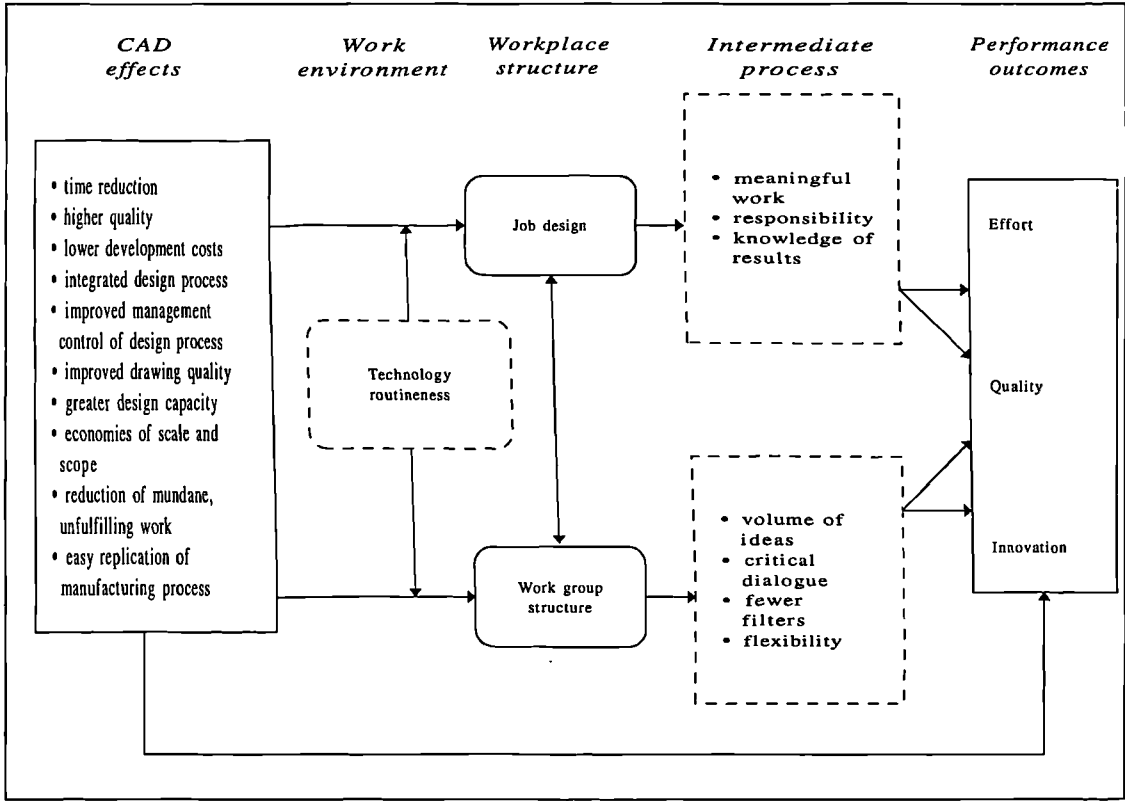 CAD
effects
Work
environment
Workplace
structure
Intermediate
process
Performance
outcomes
• time reduction
• higher quality
• lower development costs
• integrated design process
• improved management
control of design process
• improved drawing quality
• greater design capacity
• economies of scale and
scope
• reduction of mundane,
unfulfilling work
• easy replication of
manufacturing process
Technology
routineness
Job design
Work group
structure
• meaningful
work
• responsibility
• knowledge of
results
• volume of
ideas
• critical
dialogue
• fewer
filters
• flexibility
Effort
Quality
Innovation